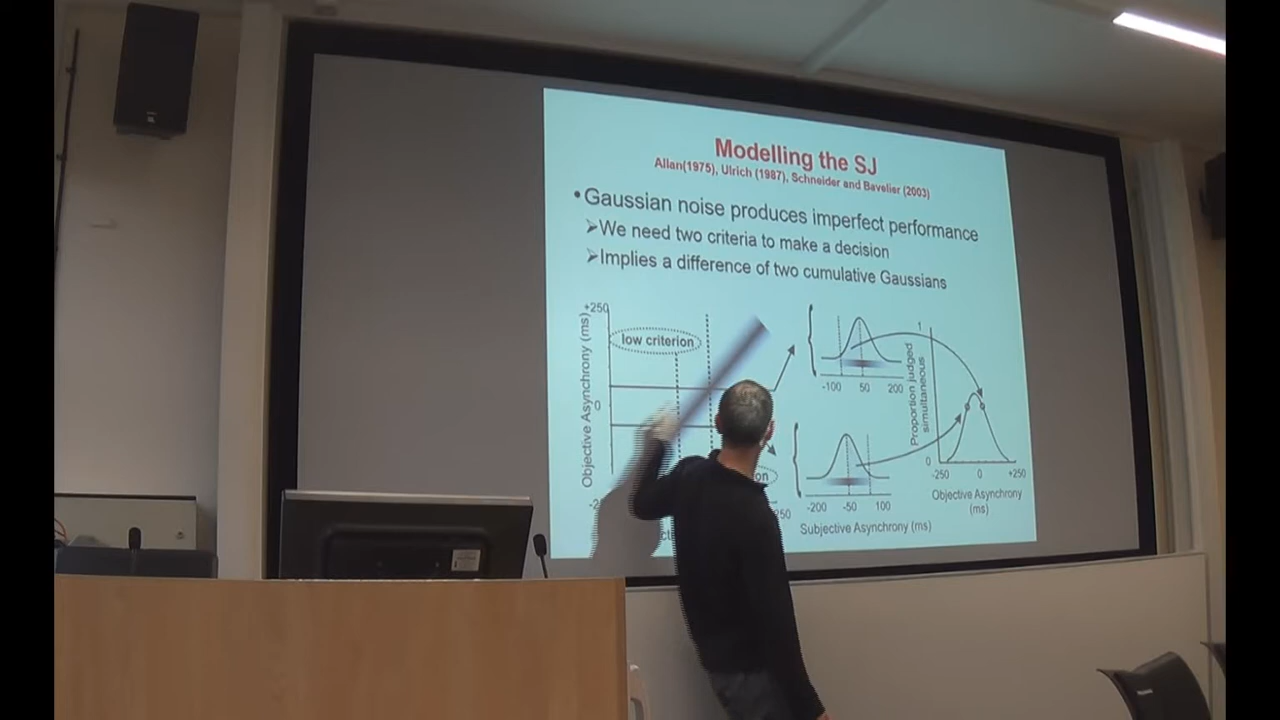 Modelling the SJ
Allan(1975), Ulrich (1987), Schneider and Bavelier (2003)
•Gaussian noise produces imperfect performance
➢We need two criteria to make a decision
➢Implies a difference of two cumulative Gaussians
+250
low criterion
Objective Asynchrony (ms)
0
-100 50 200
-200 -50 100
Subjective Asynchrony (ms)
Proportion judged
simultaneous
1
0
-250 0 +250
Objective Asynchrony
(ms)